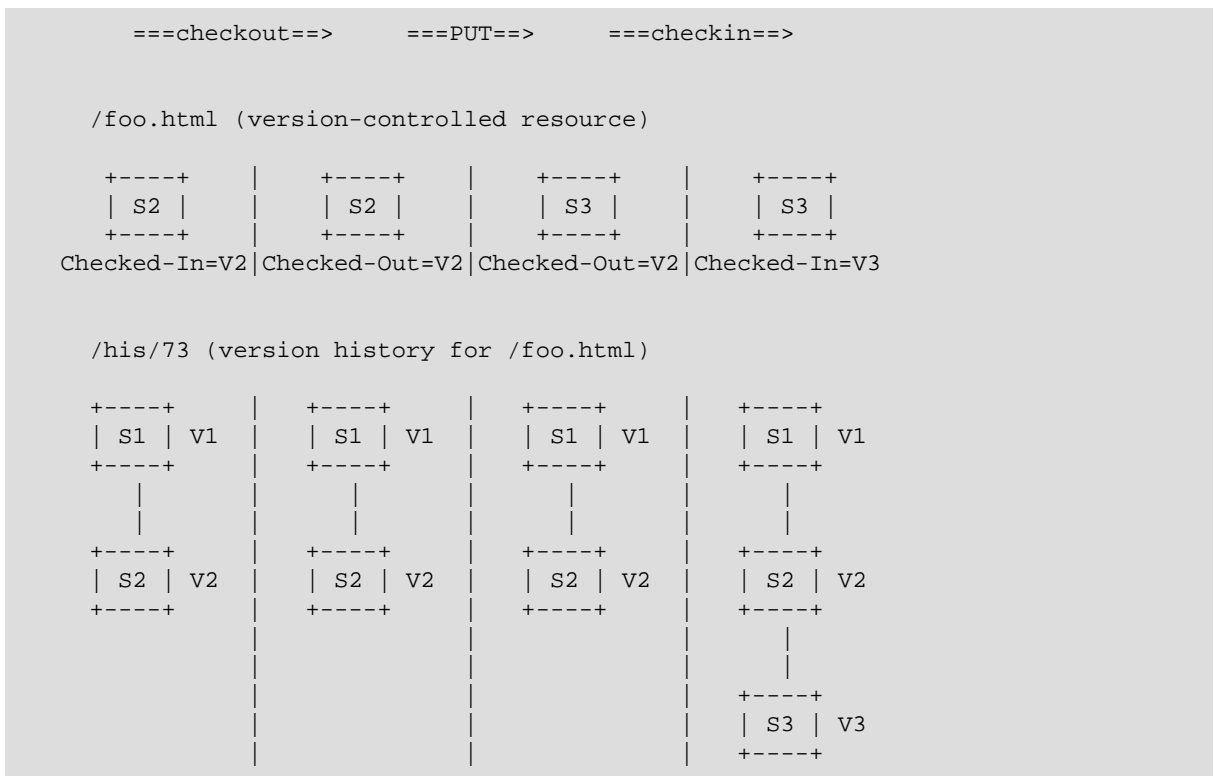 ===checkout==>      ===PUT==>      ===checkin==>
/foo.html (version-controlled resource)
+----+     |     +----+     |     +----+     |     +----+
| S2 |     |     | S2 |     |     | S3 |     |     | S3 |
+----+     |     +----+     |     +----+     |     +----+
Checked-In=V2|Checked-Out=V2|Checked-Out=V2|Checked-In=V3
/his/73 (version history for /foo.html)
+----+      |   +----+      |   +----+      |   +----+
| S1 | V1   |   | S1 | V1   |   | S1 | V1   |   | S1 | V1
+----+      |   +----+      |   +----+      |   +----+
   |        |      |        |      |        |      |
   |        |      |        |      |        |      |
+----+      |   +----+      |   +----+      |   +----+
| S2 | V2   |   | S2 | V2   |   | S2 | V2   |   | S2 | V2
+----+      |   +----+      |   +----+      |   +----+
            |               |               |      |
            |               |               |      |
            |               |               |   +----+
            |               |               |   | S3 | V3
            |               |               |   +----+